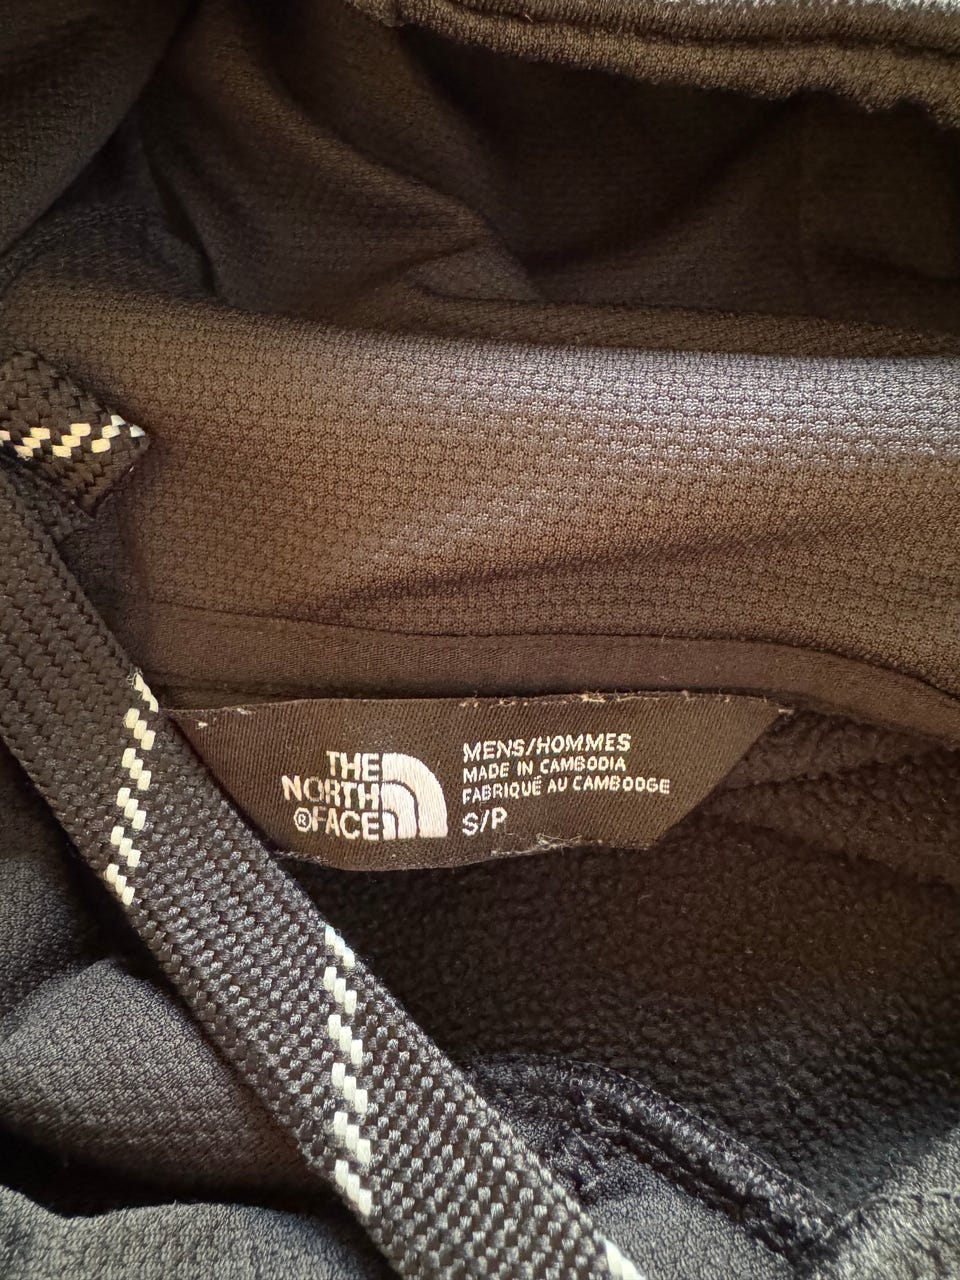 THE
NORTH
®FACE
MENS/HOMMES
MADE IN CAMBODIA
FABRIQUÉ AU CAMBODGE
S/P